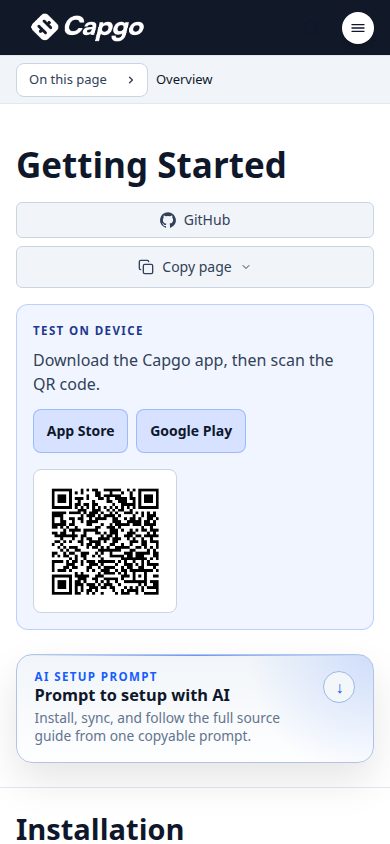 Capgo
On this page
Overview
Getting Started
GitHub
Copy page
TEST ON DEVICE
Download the Capgo app, then scan the
QR code.
App Store
Google Play
AI SETUP PROMPT
Prompt to setup with AI
↓
Install, sync, and follow the full source
guide from one copyable prompt.
Installation